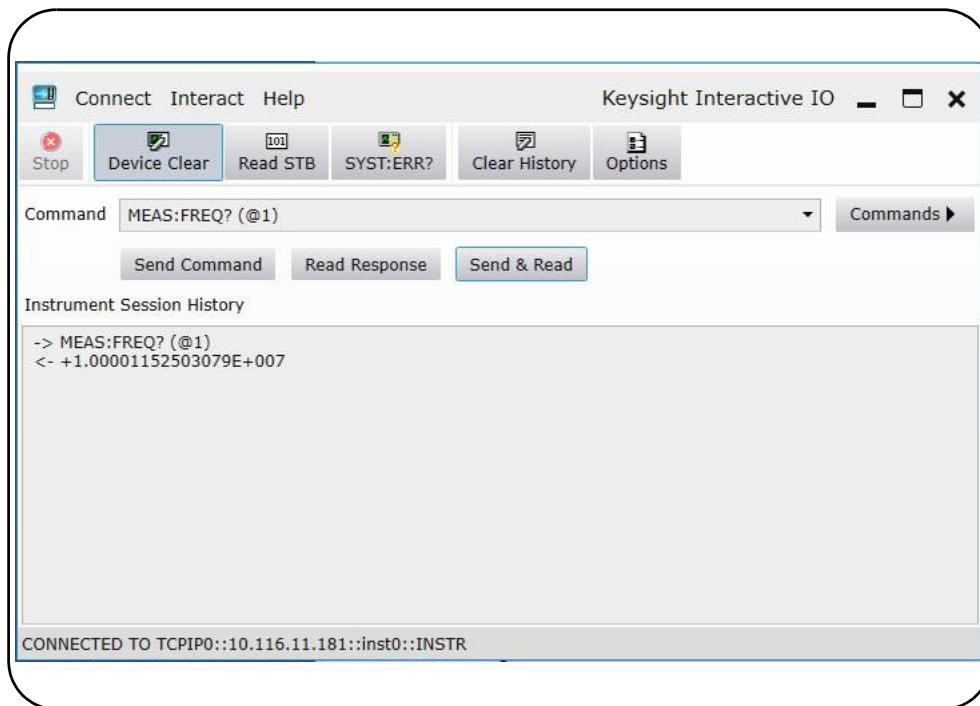 Connect Interact Help Keysight Interactive IO
Stop Device Clear Read STB SYST:ERR? Clear History Options
Command MEAS:FREQ? (@1) Commands
Send Command Read Response Send & Read
Instrument Session History
-> MEAS:FREQ? (@1)
<- +1.00001152503079E+007
CONNECTED TO TCPIP0::10.116.11.181::inst0::INSTR